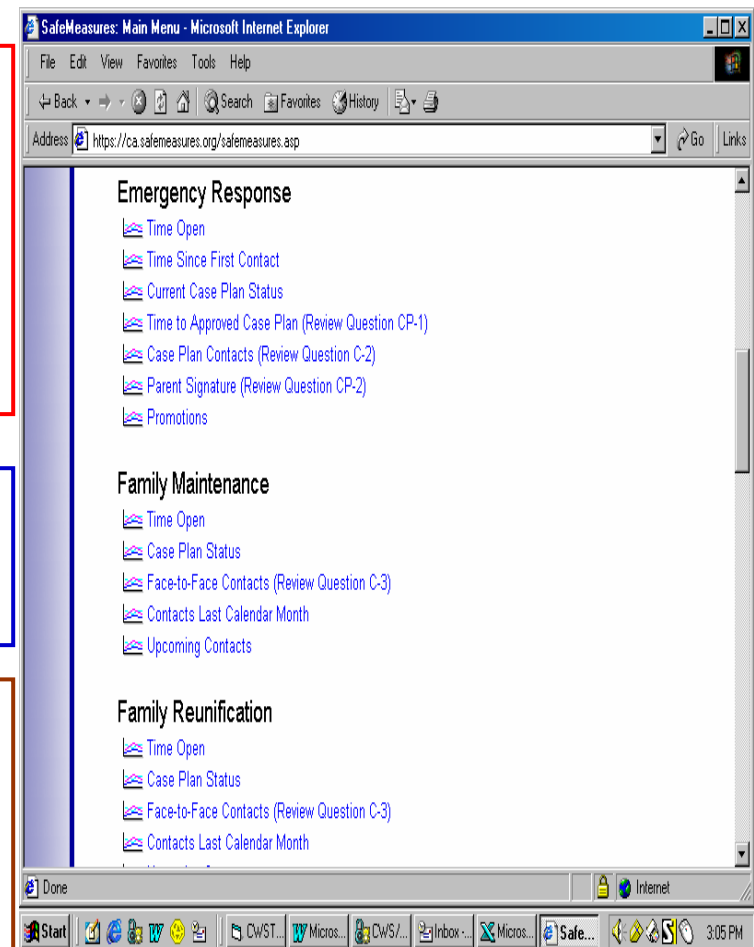 SafeMeasures: Main Menu - Microsoft Internet Explorer
File Edit View Favorites Tools Help
Back Search Favorites History
Address https://ca.safemeasures.org/safemeasures.asp Go Links
Emergency Response
Time Open
Time Since First Contact
Current Case Plan Status
Time to Approved Case Plan (Review Question CP-1)
Case Plan Contacts (Review Question C-2)
Parent Signature (Review Question CP-2)
Promotions
Family Maintenance
Time Open
Case Plan Status
Face-to-Face Contacts (Review Question C-3)
Contacts Last Calendar Month
Upcoming Contacts
Family Reunification
Time Open
Case Plan Status
Face-to-Face Contacts (Review Question C-3)
Contacts Last Calendar Month
Done Internet
Start CWST... Micros... CWS/... Inbox -... Micros... Safe... 3:05 PM